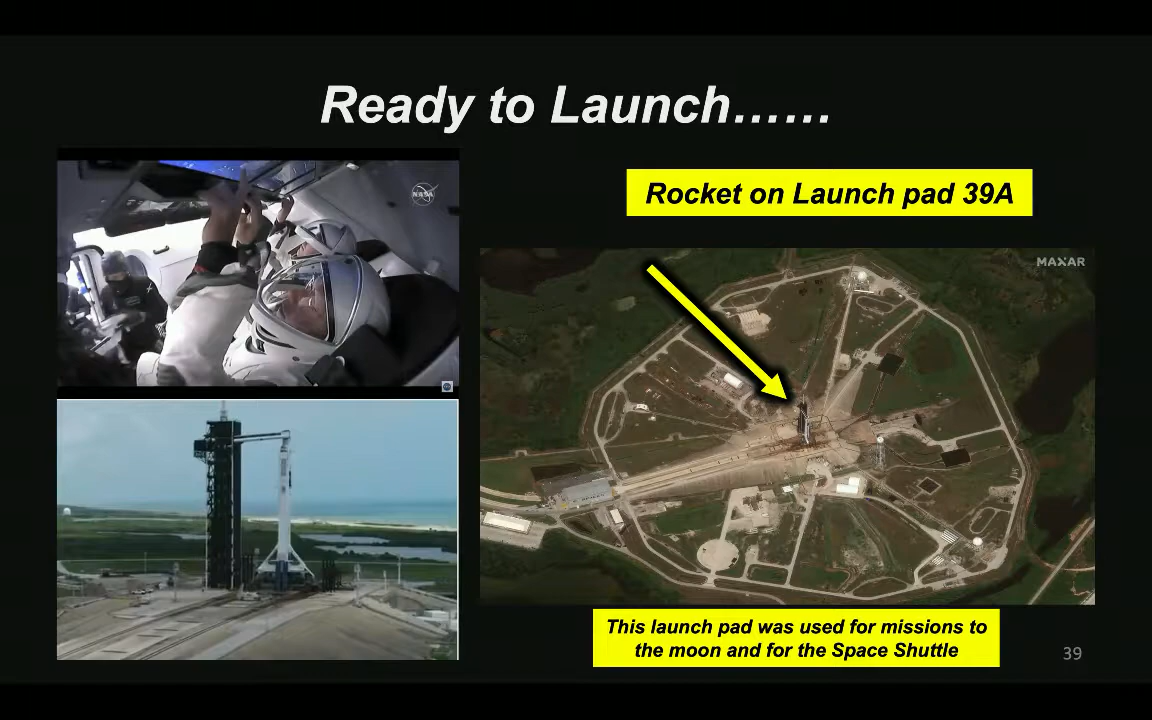 Ready to Launch......
NASA
Rocket on Launch pad 39A
MAXAR
This launch pad was used for missions to
the moon and for the Space Shuttle
39